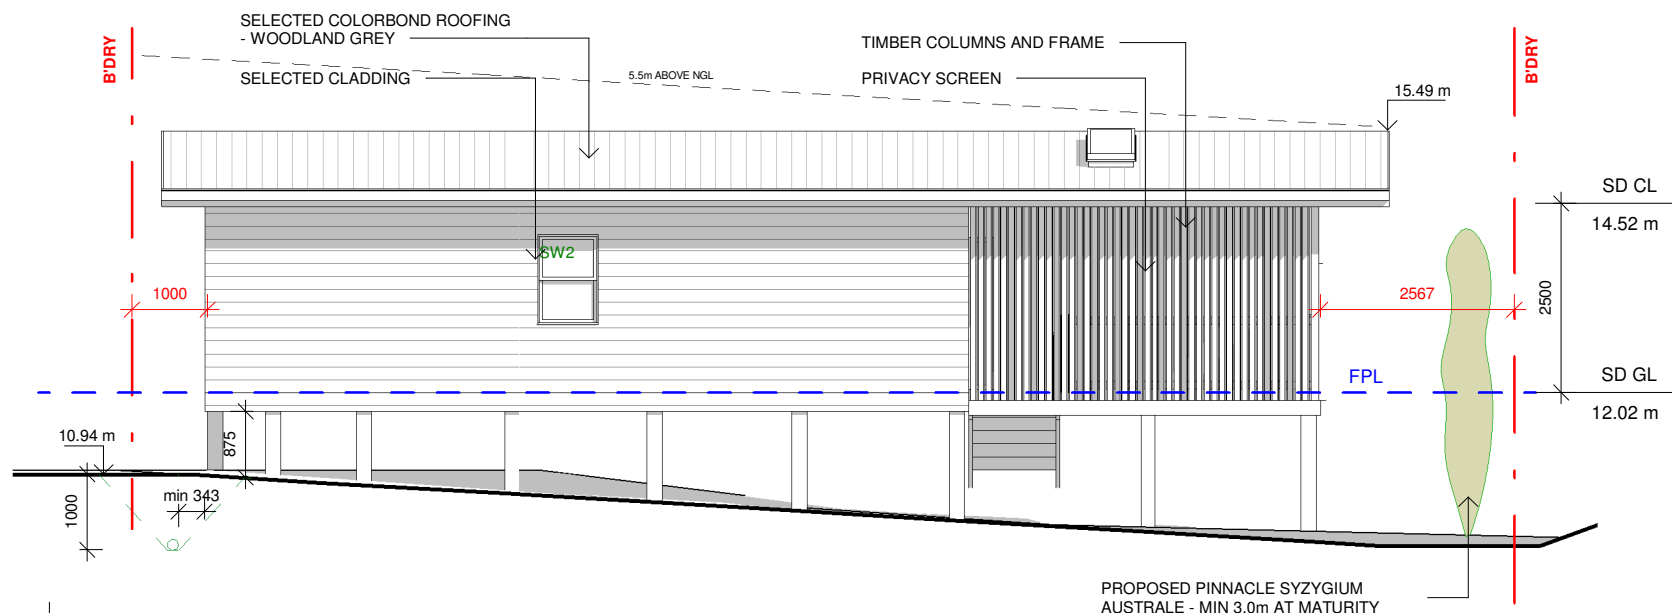 SELECTED COLORBOND ROOFING
- WOODLAND GREY
SELECTED CLADDING
5.5m ABOVE NGL
TIMBER COLUMNS AND FRAME
PRIVACY SCREEN
15.49 m
B'DRY
B'DRY
SD CL
14.52 m
SW2
1000
2567
2500
FPL
SD GL
12.02 m
10.94 m
875
min 343
1000
PROPOSED PINNACLE SYZYGIUM
AUSTRALE - MIN 3.0m AT MATURITY